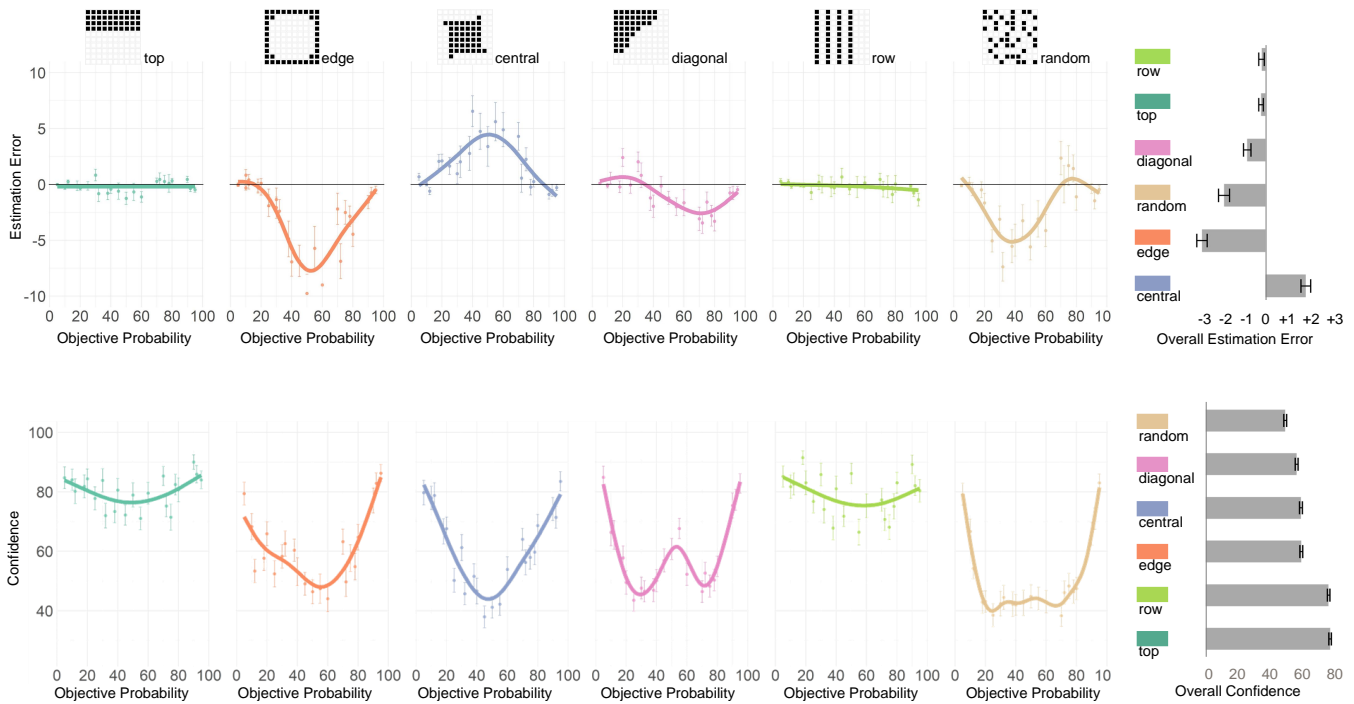 top edge central diagonal row random
Estimation Error
10
5
0
-5
-10
0 20 40 60 80 100 0 20 40 60 80 100 0 20 40 60 80 100 0 20 40 60 80 100 0 20 40 60 80 100 0 20 40 60 80 100
Objective Probability Objective Probability Objective Probability Objective Probability Objective Probability Objective Probability
row
top
diagonal
random
edge
central
-3 -2 -1 0 +1 +2 +3
Overall Estimation Error
Confidence
100
80
60
40
0 20 40 60 80 100 0 20 40 60 80 100 0 20 40 60 80 100 0 20 40 60 80 100 0 20 40 60 80 100 0 20 40 60 80 100
Objective Probability Objective Probability Objective Probability Objective Probability Objective Probability Objective Probability
random
diagonal
central
edge
row
top
0 20 40 60 80
Overall Confidence